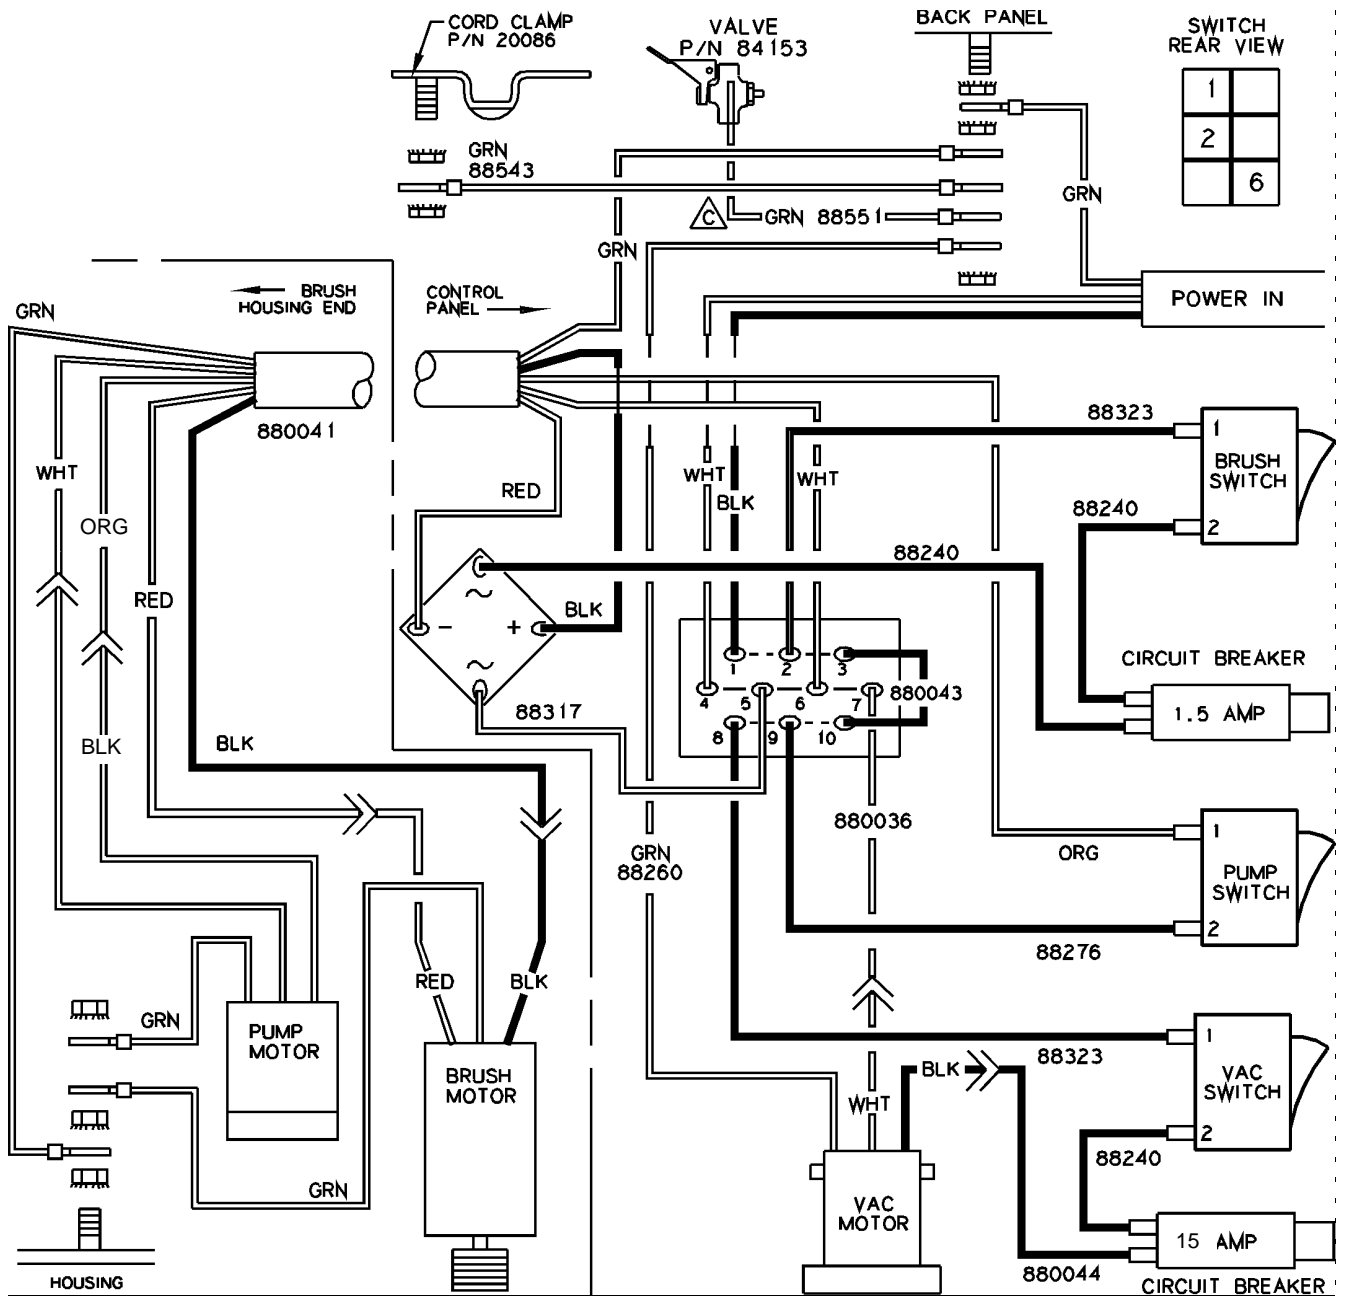 CORD CLAMP
P/N 20086
VALVE
P/N 84153
BACK PANEL
SWITCH
REAR VIEW
1
2
6
GRN
88543
C
GRN 88551
GRN
GRN
POWER IN
BRUSH
HOUSING END
CONTROL
PANEL
GRN
880041
WHT
ORG
RED
BLK
BLK
RED
WHT
BLK
WHT
88323
1
BRUSH
SWITCH
88240
2
88240
~
BLK
-
+
~
88317
1
2
3
4
5
6
7
880043
8
9
10
CIRCUIT BREAKER
1.5 AMP
GRN
88260
880036
ORG
1
PUMP
SWITCH
2
88276
RED
BLK
GRN
PUMP
MOTOR
BRUSH
MOTOR
GRN
HOUSING
BLK
WHT
VAC
MOTOR
88323
1
VAC
SWITCH
2
88240
15 AMP
880044
CIRCUIT BREAKER